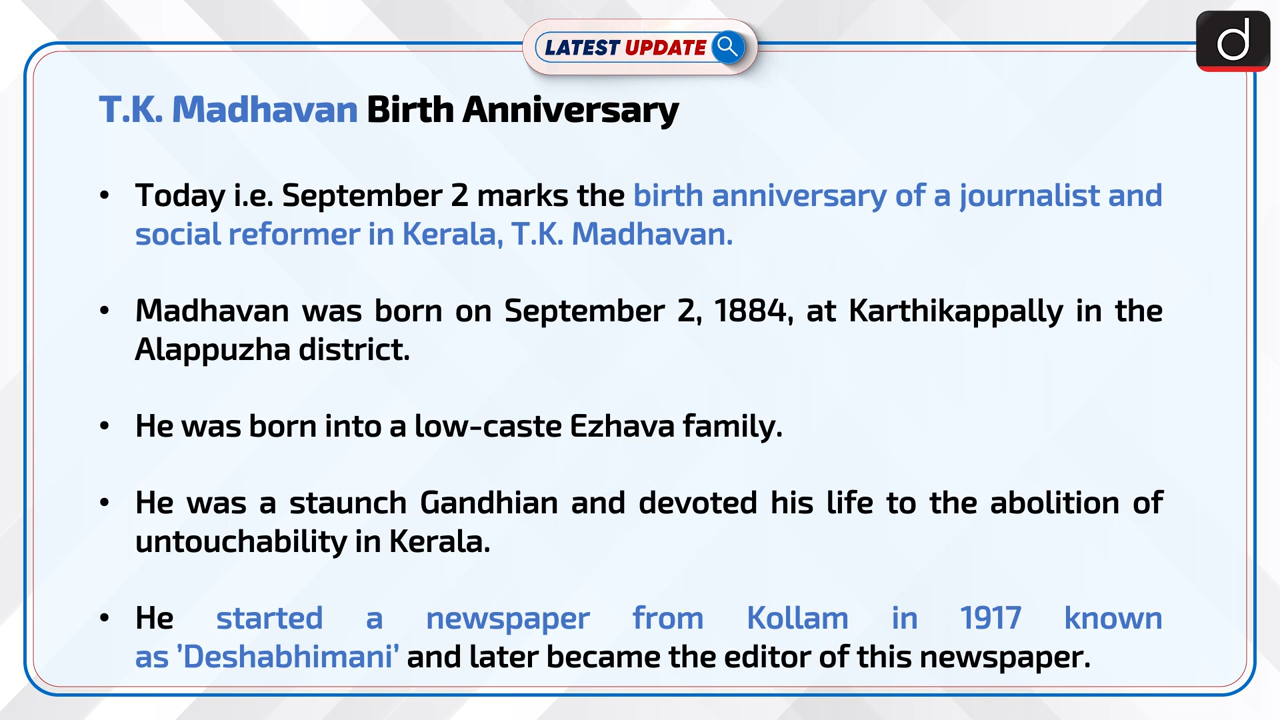 LATEST UPDATE
d
T.K. Madhavan Birth Anniversary
• Today i.e. September 2 marks the birth anniversary of a journalist and
social reformer in Kerala, T.K. Madhavan.
• Madhavan was born on September 2, 1884, at Karthikappally in the
Alappuzha district.
• He was born into a low-caste Ezhava family.
• He was a staunch Gandhian and devoted his life to the abolition of
untouchability in Kerala.
• He started a newspaper from Kollam in 1917 known
as ’Deshabhimani’ and later became the editor of this newspaper.